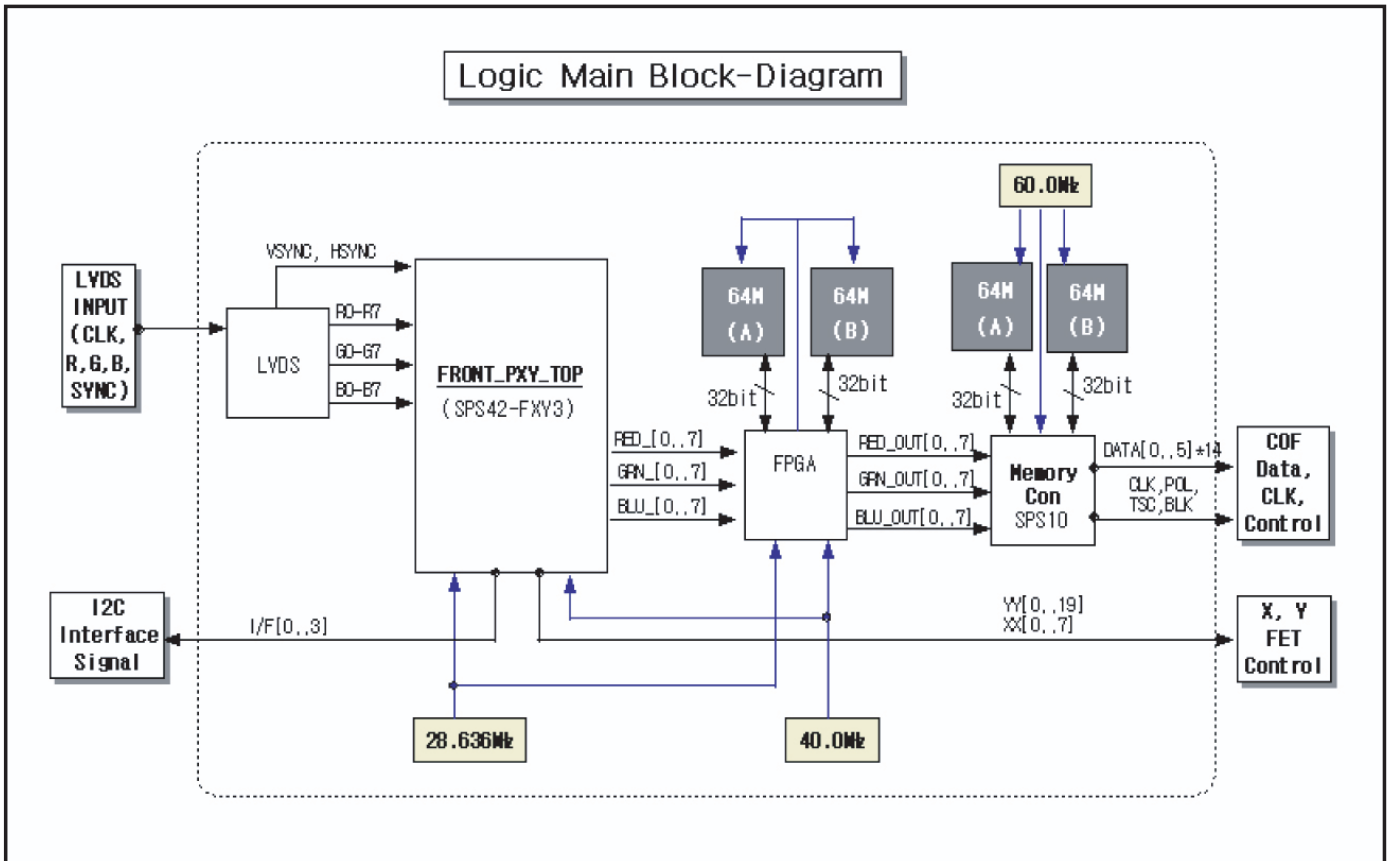 Logic Main Block-Diagram
60.0MHz
VSYNC, HSYNC
LVDS
INPUT
(CLK,
R,G,B,
SYNC)
LVDS
R0-R7
G0-G7
B0-B7
FRONT_PXY_TOP
(SPS42-FXY3)
64M
(A)
64M
(B)
64M
(A)
64M
(B)
32bit
32bit
32bit
32bit
RED_[0..7]
GRN_[0..7]
BLU_[0..7]
FPGA
RED_OUT[0..7]
GRN_OUT[0..7]
BLU_OUT[0..7]
Memory
Con
SPS10
DATA[0..5]*14
CLK,POL,
TSC,BLK
COF
Data,
CLK,
Control
I2C
Interface
Signal
I/F[0..3]
YY[0..19]
XX[0..7]
X, Y
FET
Control
28.636MHz
40.0MHz